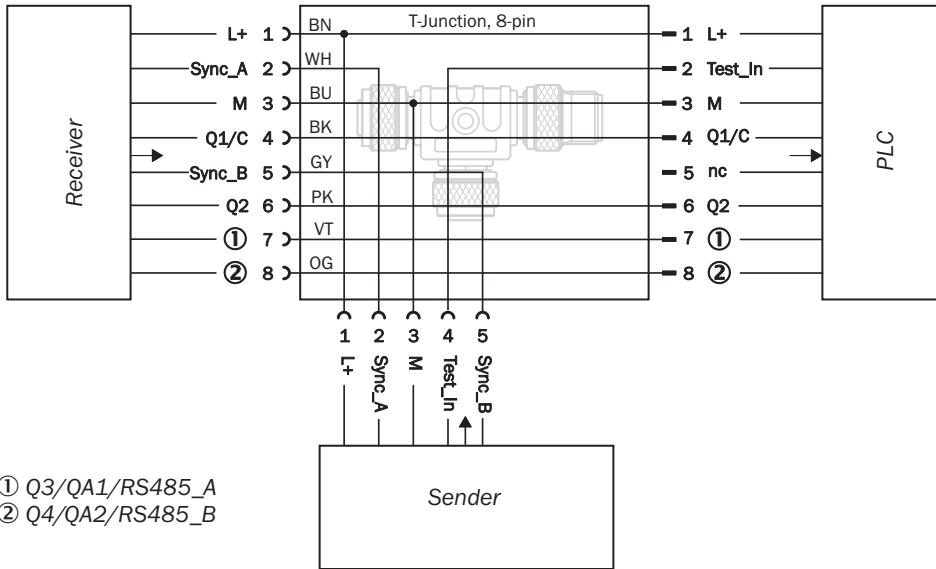 T-Junction, 8-pin
L+ 1 BN 1 L+
Sync_A 2 WH 2 Test_In
M 3 BU 3 M
Q1/C 4 BK 4 Q1/C
Sync_B 5 GY 5 nc
Q2 6 PK 6 Q2
① 7 VT 7 ①
② 8 OG 8 ②
Receiver
PLC
1 2 3 4 5
L+ Sync_A M Test_In Sync_B
Sender
① Q3/QA1/RS485_A
② Q4/QA2/RS485_B